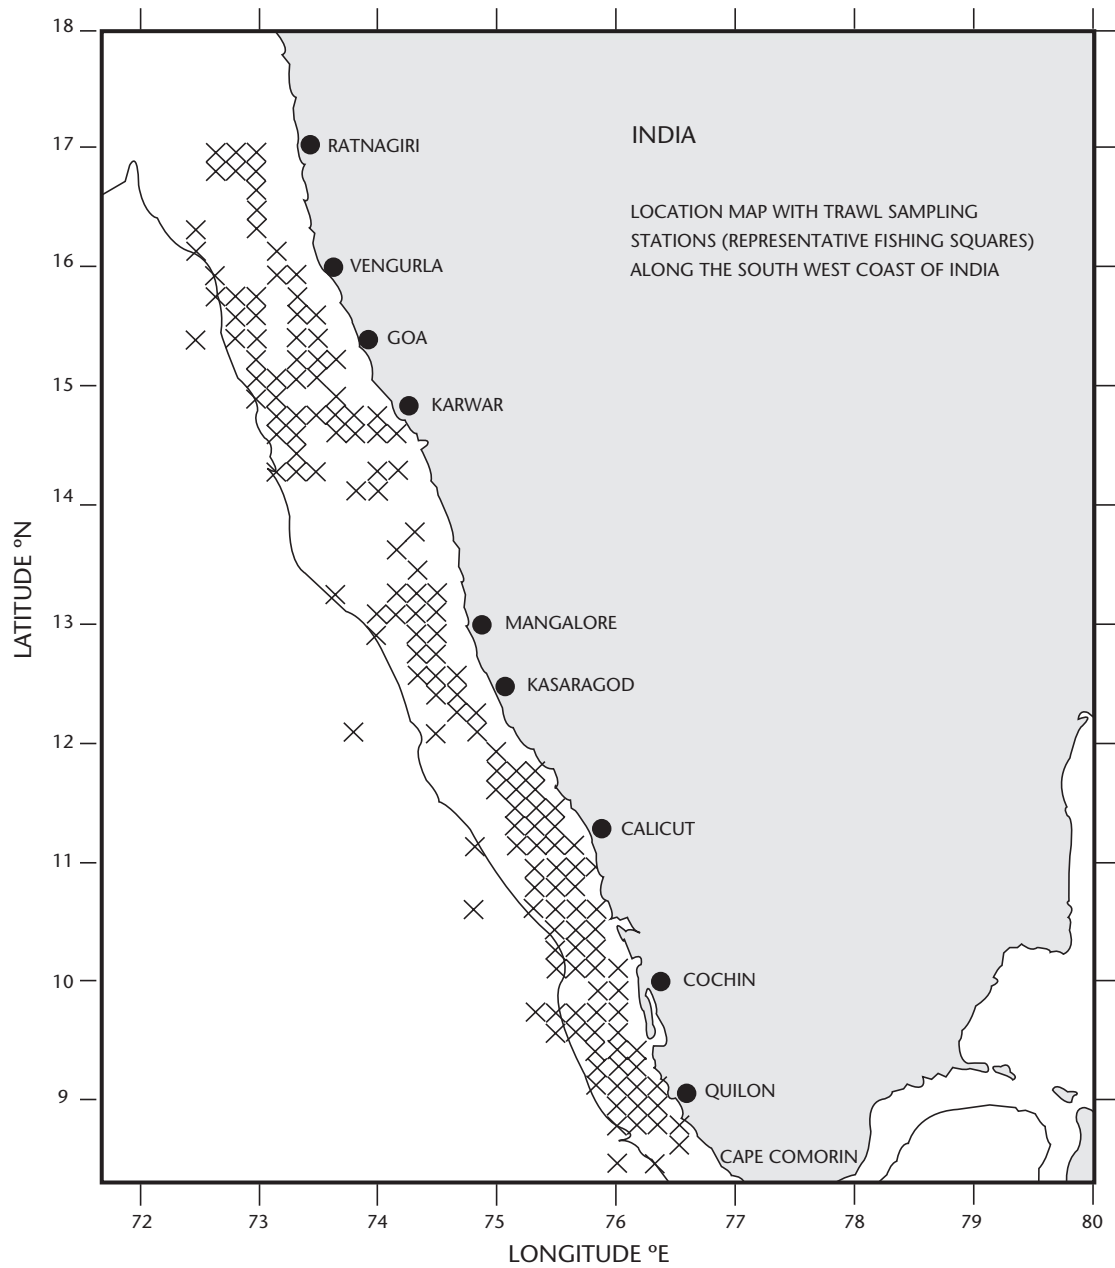 18
17
16
15
14
13
12
11
10
9
LATITUDE ºN
INDIA
LOCATION MAP WITH TRAWL SAMPLING
STATIONS (REPRESENTATIVE FISHING SQUARES)
ALONG THE SOUTH WEST COAST OF INDIA
RATNAGIRI
VENGURLA
GOA
KARWAR
MANGALORE
KASARAGOD
CALICUT
COCHIN
QUILON
CAPE COMORIN
72 73 74 75 76 77 78 79 80
LONGITUDE ºE